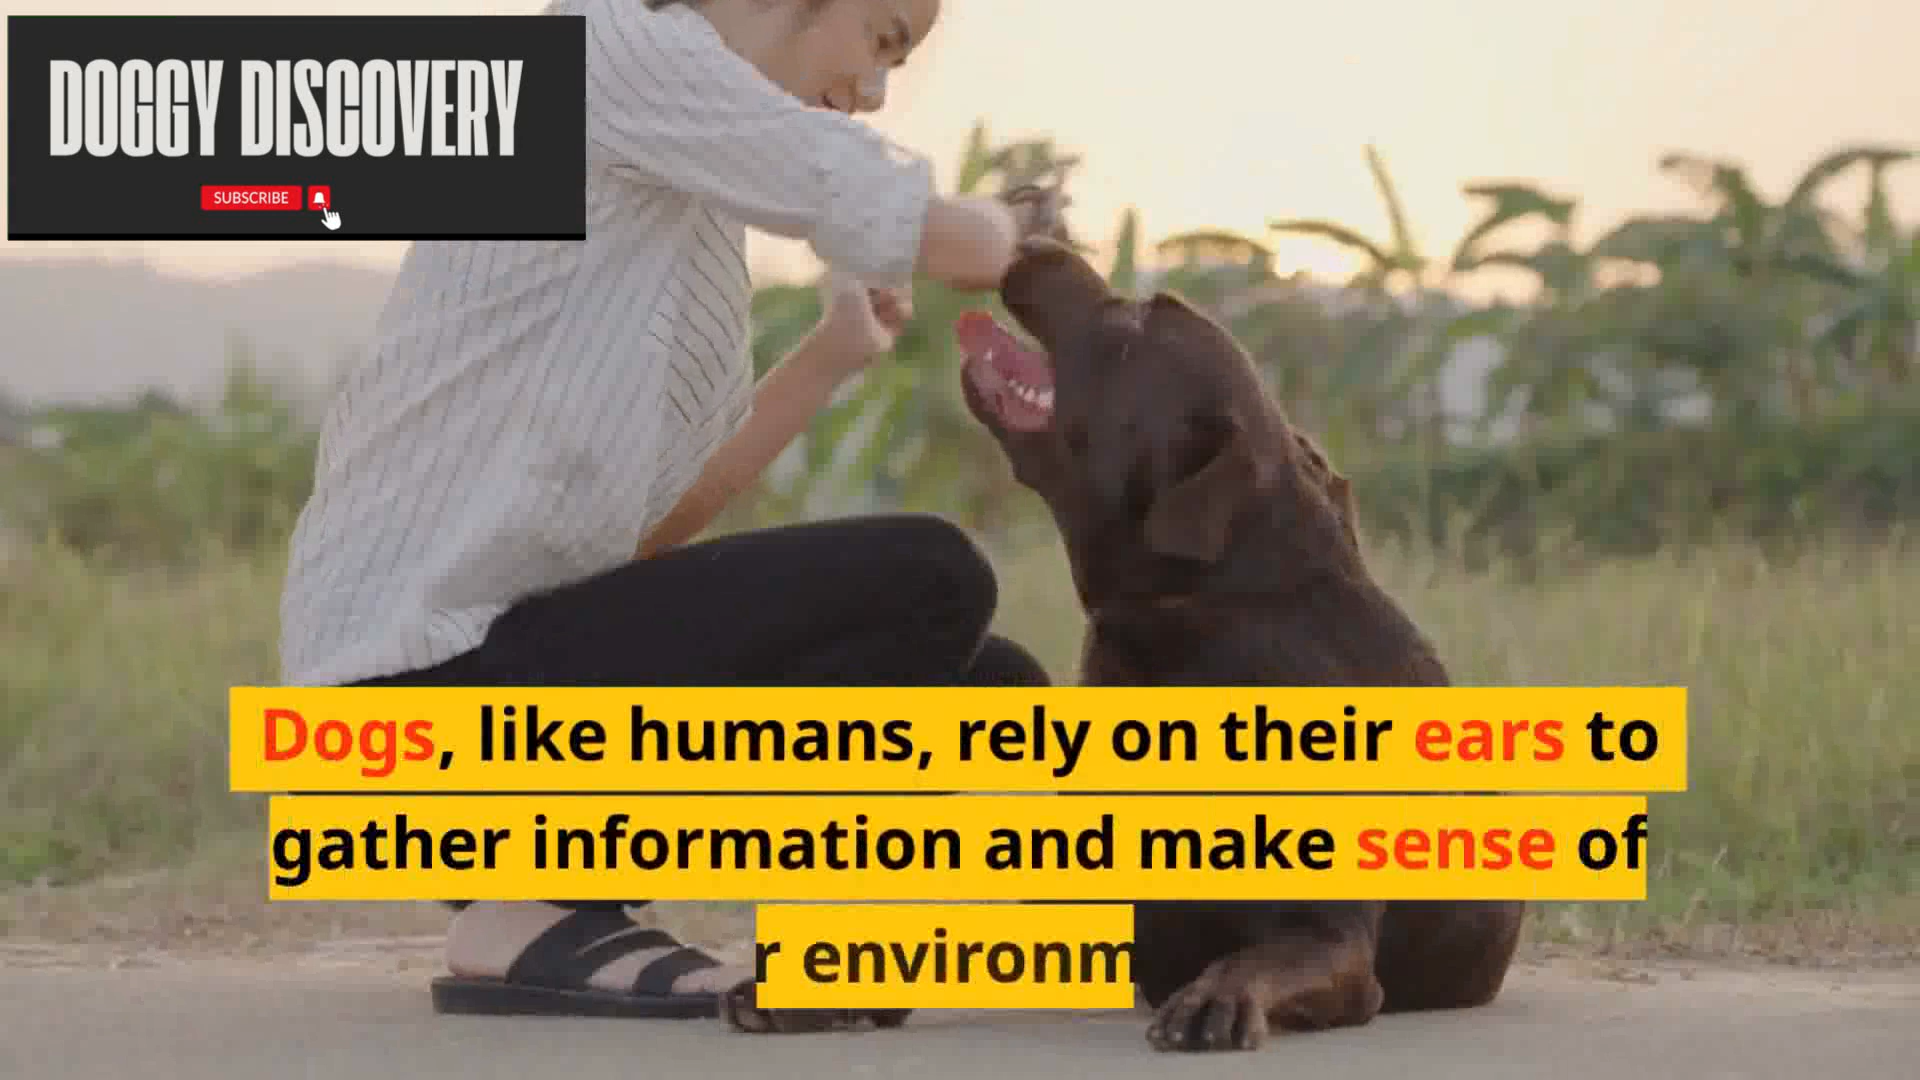 DOGGY DISCOVERY
SUBSCRIBE
Dogs, like humans, rely on their ears to
gather information and make sense of
r environm